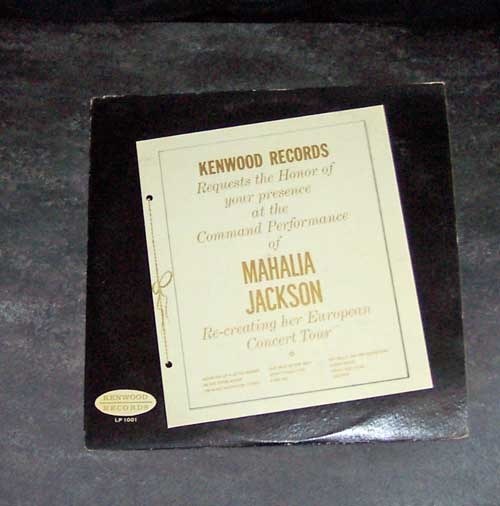 KENWOOD RECORDS
Requests the Honor of
your presence
at the
Command Performance
of
MAHALIA
JACKSON
Re-creating her European
Concert Tour
KENWOOD
RECORDS
LP 1001